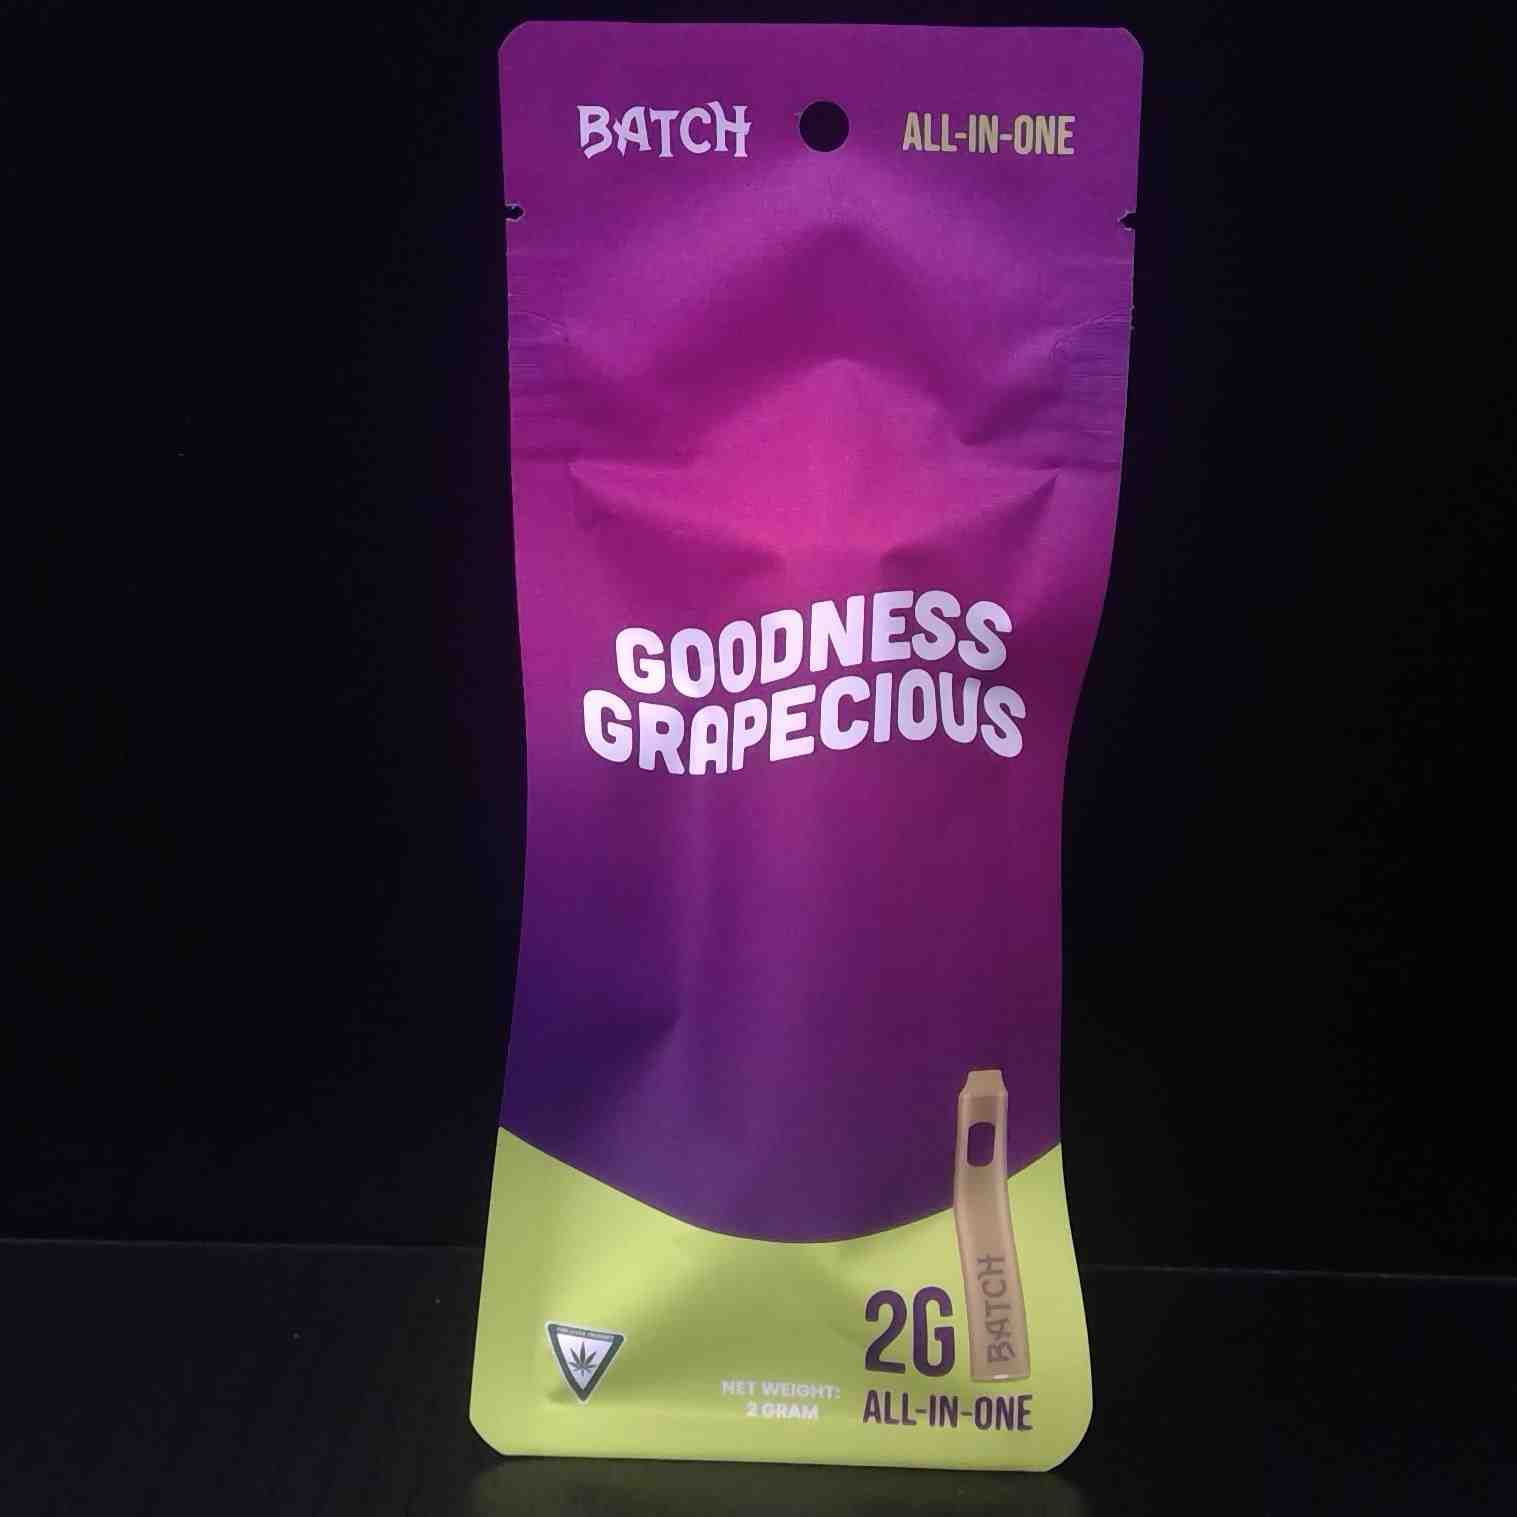 BATCH
ALL-IN-ONE
GOODNESS
GRAPECIOUS
BATCH
2G
ALL-IN-ONE
NET WEIGHT:
2 GRAM